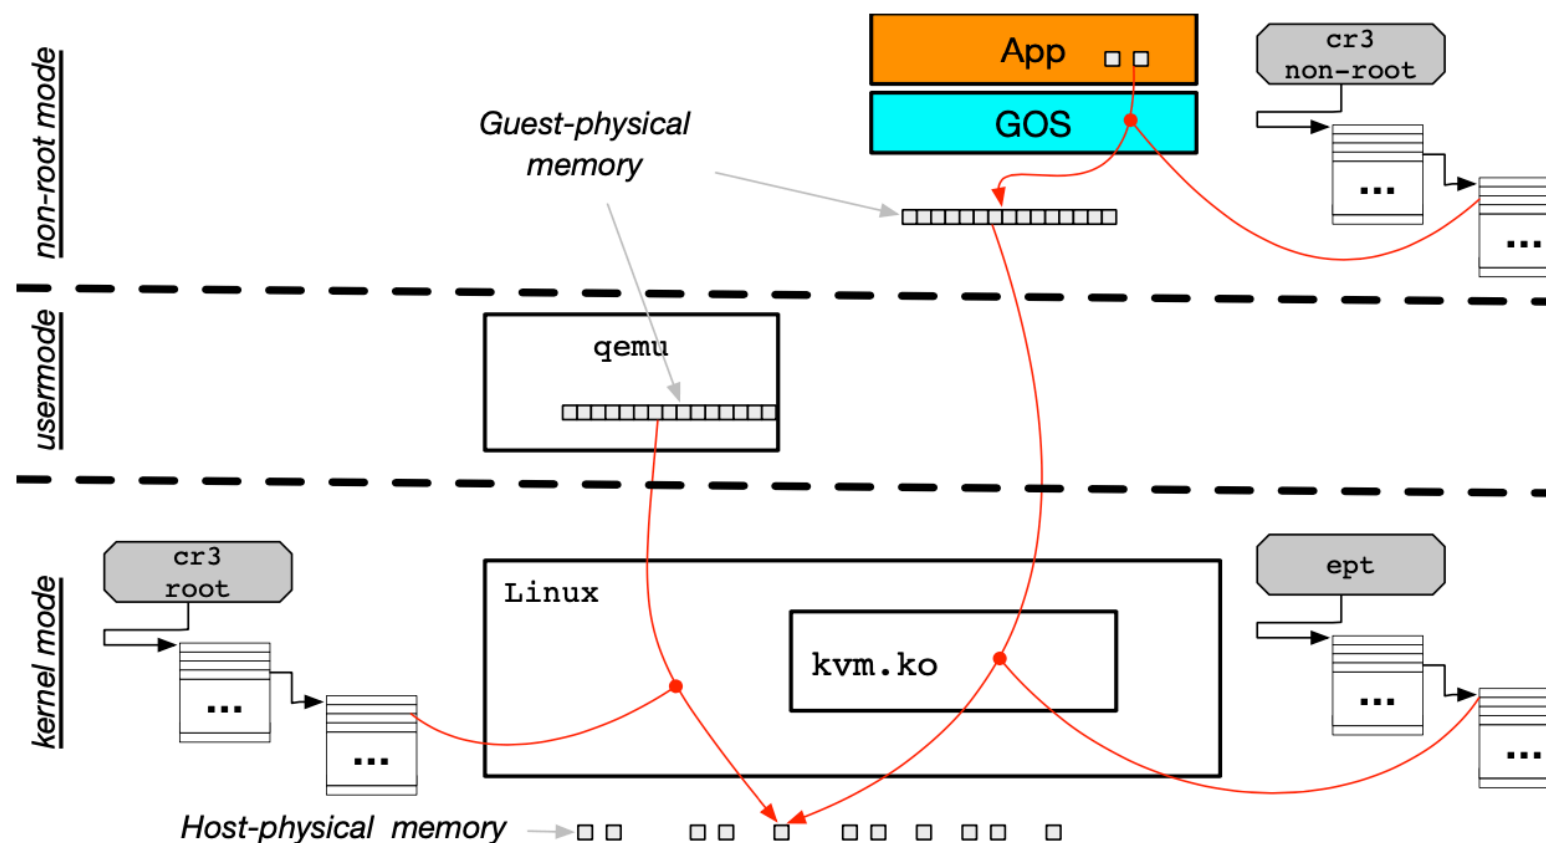 non-root mode
App
GOS
cr3
non-root
...
...
Guest-physical
memory
usermode
qemu
kernel mode
cr3
root
...
...
Linux
kvm.ko
ept
...
...
Host-physical memory